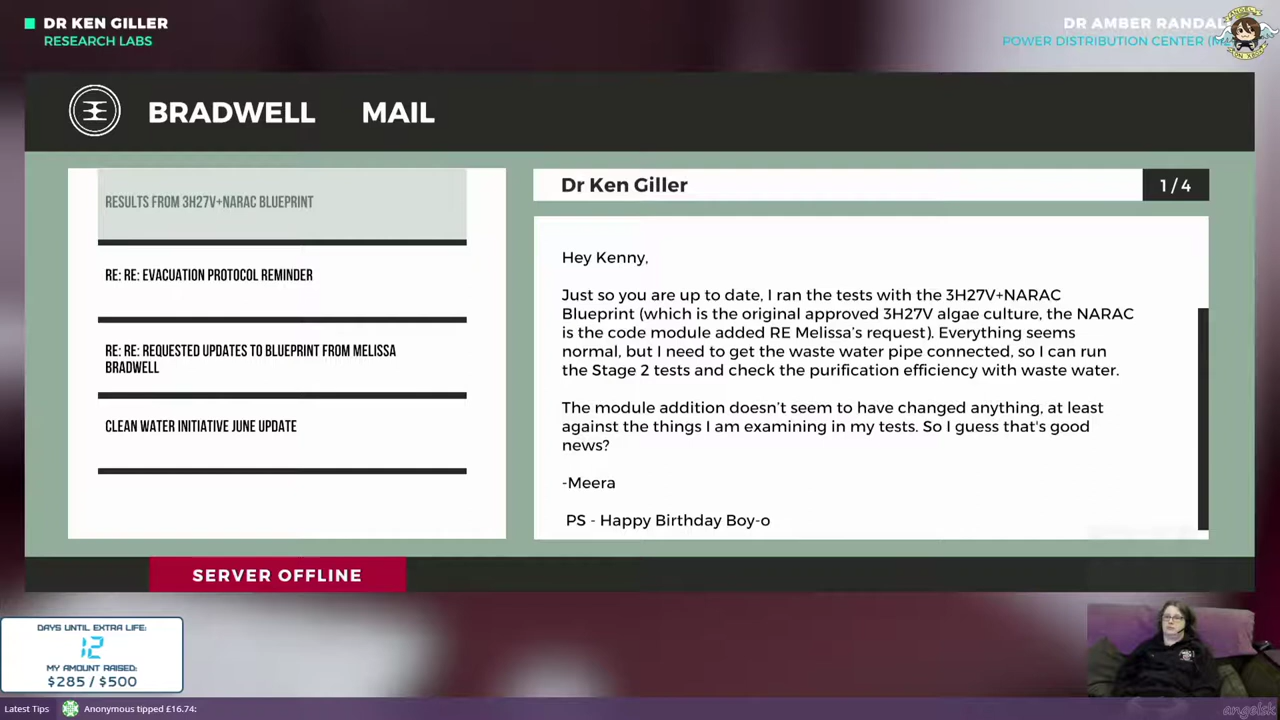 DR KEN GILLER
RESEARCH LABS
DR AMBER RANDAL
POWER DISTRIBUTION CENTER
BRADWELL MAIL
RESULTS FROM 3H27V+NARAC BLUEPRINT
RE: RE: EVACUATION PROTOCOL REMINDER
RE: RE: REQUESTED UPDATES TO BLUEPRINT FROM MELISSA
BRADWELL
CLEAN WATER INITIATIVE JUNE UPDATE
Dr Ken Giller
1 / 4
Hey Kenny,
Just so you are up to date, I ran the tests with the 3H27V+NARAC
Blueprint (which is the original approved 3H27V algae culture, the NARAC
is the code module added RE Melissa's request). Everything seems
normal, but I need to get the waste water pipe connected, so I can run
the Stage 2 tests and check the purification efficiency with waste water.
The module addition doesn't seem to have changed anything, at least
against the things I am examining in my tests. So I guess that's good
news?
-Meera
PS - Happy Birthday Boy-o
SERVER OFFLINE
DAYS UNTIL EXTRA LIFE:
12
MY AMOUNT RAISED:
$285 / $500
Latest Tips
Anonymous tipped £16.74:
angelsk